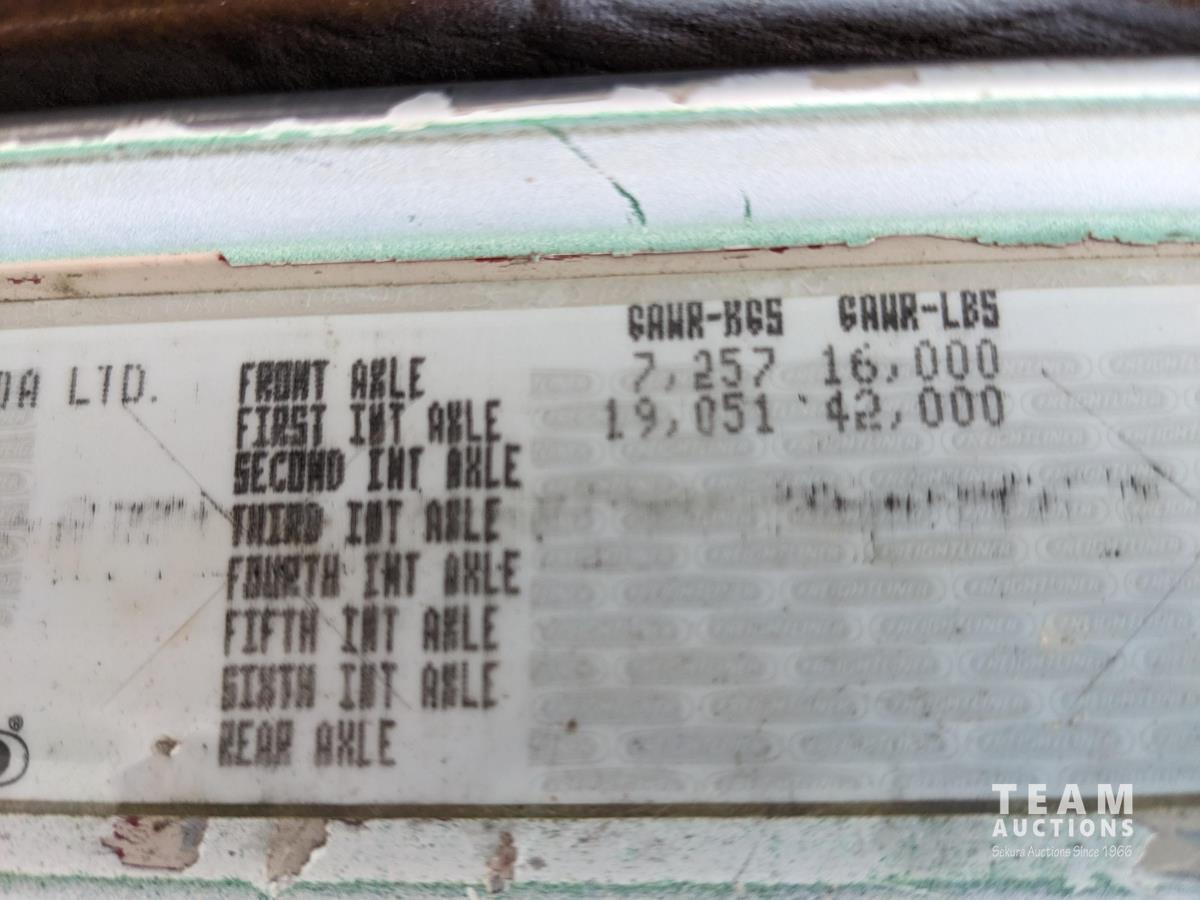 GAWR-KGS GAWR-LBS
DA LTD. FRONT AXLE 7,257 16,000
FIRST INT AXLE 19,051 42,000
SECOND INT AXLE
THIRD INT AXLE
FOURTH INT AXLE
FIFTH INT AXLE
SIXTH INT AXLE
REAR AXLE
®
FREIGHTLINER
TEAM
AUCTIONS
Sekura Auctions Since 1966